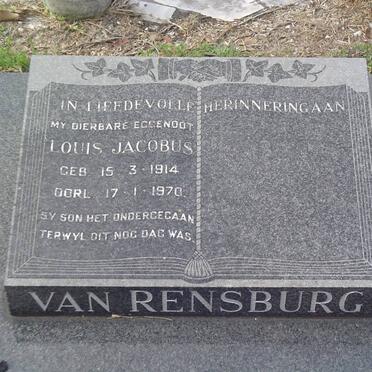 IN LIEFDEVOLLE HERINNERING AAN
MY DIERBARE EGGENOOT
LOUIS JACOBUS
GEB 15-3-1914
OORL 17-1-1970.
SY SON HET ONDERGEGAAN
TERWYL DIT NOG DAG WAS.
VAN RENSBURG